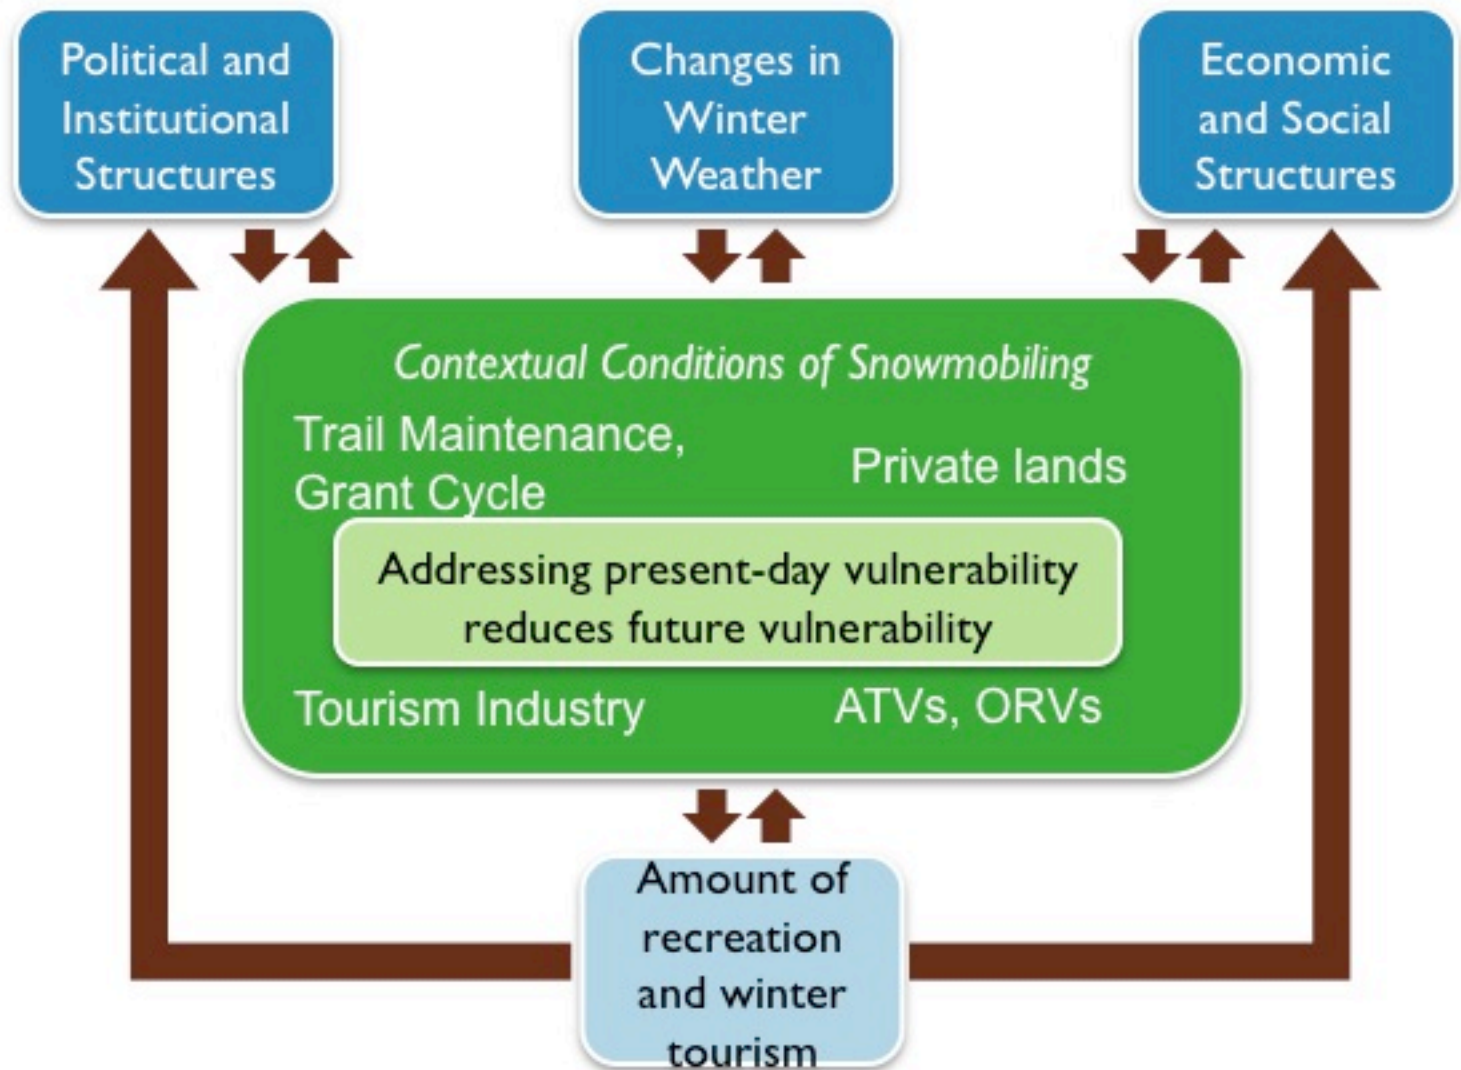 Political and
Institutional
Structures
Changes in
Winter
Weather
Economic
and Social
Structures
Contextual Conditions of Snowmobiling
Trail Maintenance,
Grant Cycle
Private lands
Addressing present-day vulnerability
reduces future vulnerability
Tourism Industry
ATVs, ORVs
Amount of
recreation
and winter
tourism